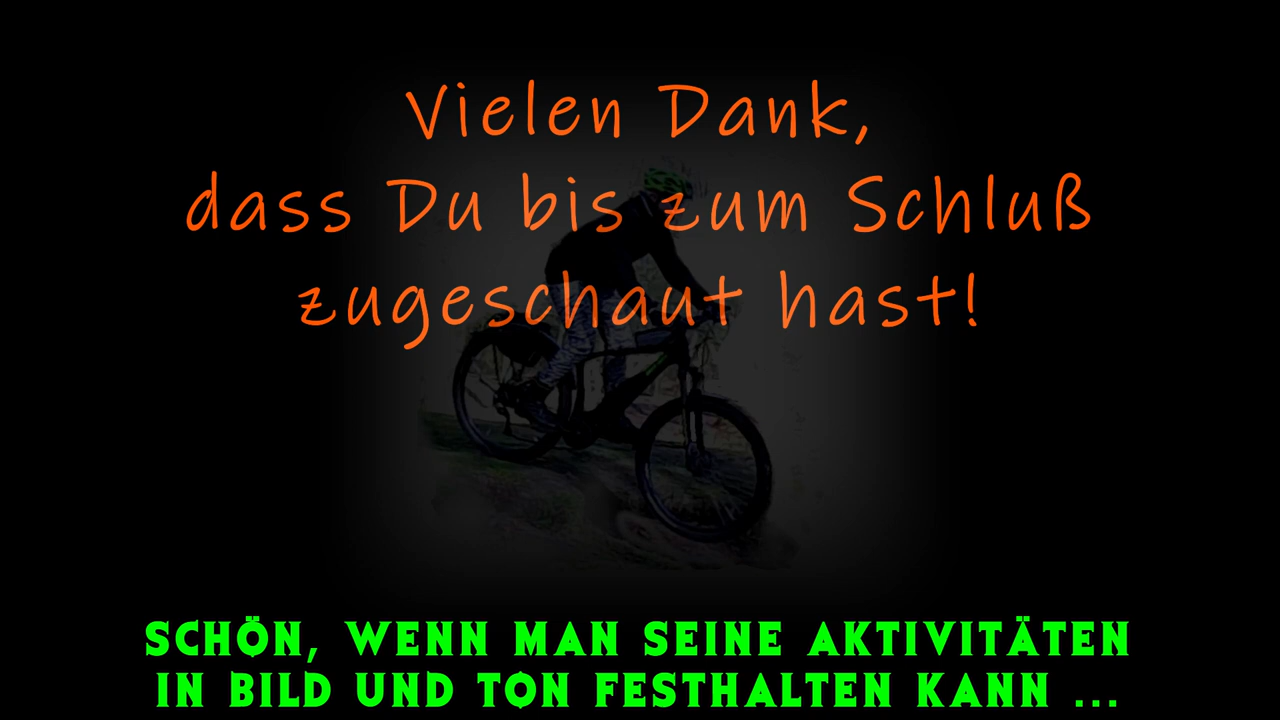 Vielen Dank,
dass Du bis zum Schluß
zugeschaut hast!
SCHÖN, WENN MAN SEINE AKTIVITÄTEN
IN BILD UND TON FESTHALTEN KANN ...